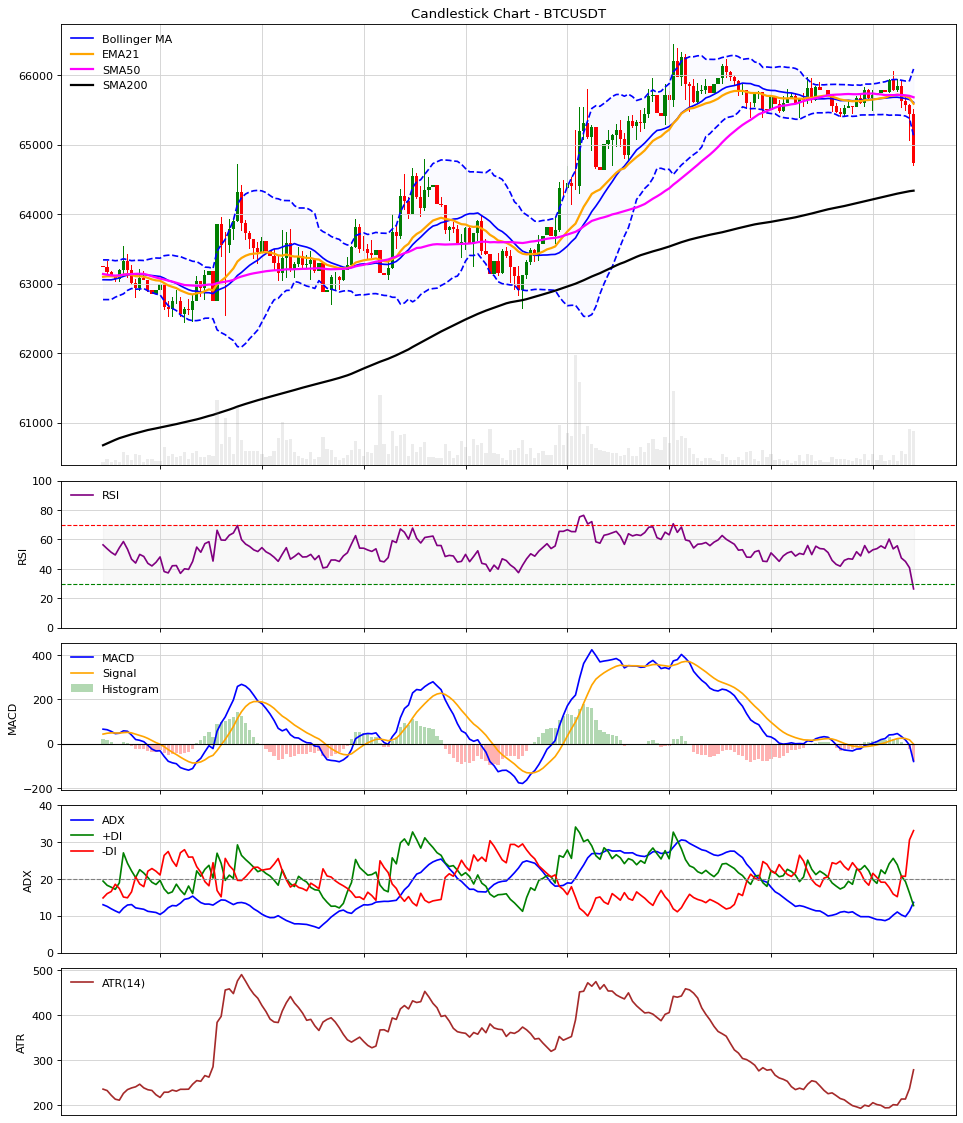 Candlestick Chart - BTCUSDT
Bollinger MA
EMA21
SMA50
SMA200
66000
65000
64000
63000
62000
61000
RSI
100
80
60
40
20
0
RSI
MACD
Signal
Histogram
400
200
0
−200
MACD
ADX
+DI
-DI
40
30
20
10
0
ADX
ATR(14)
500
400
300
200
ATR